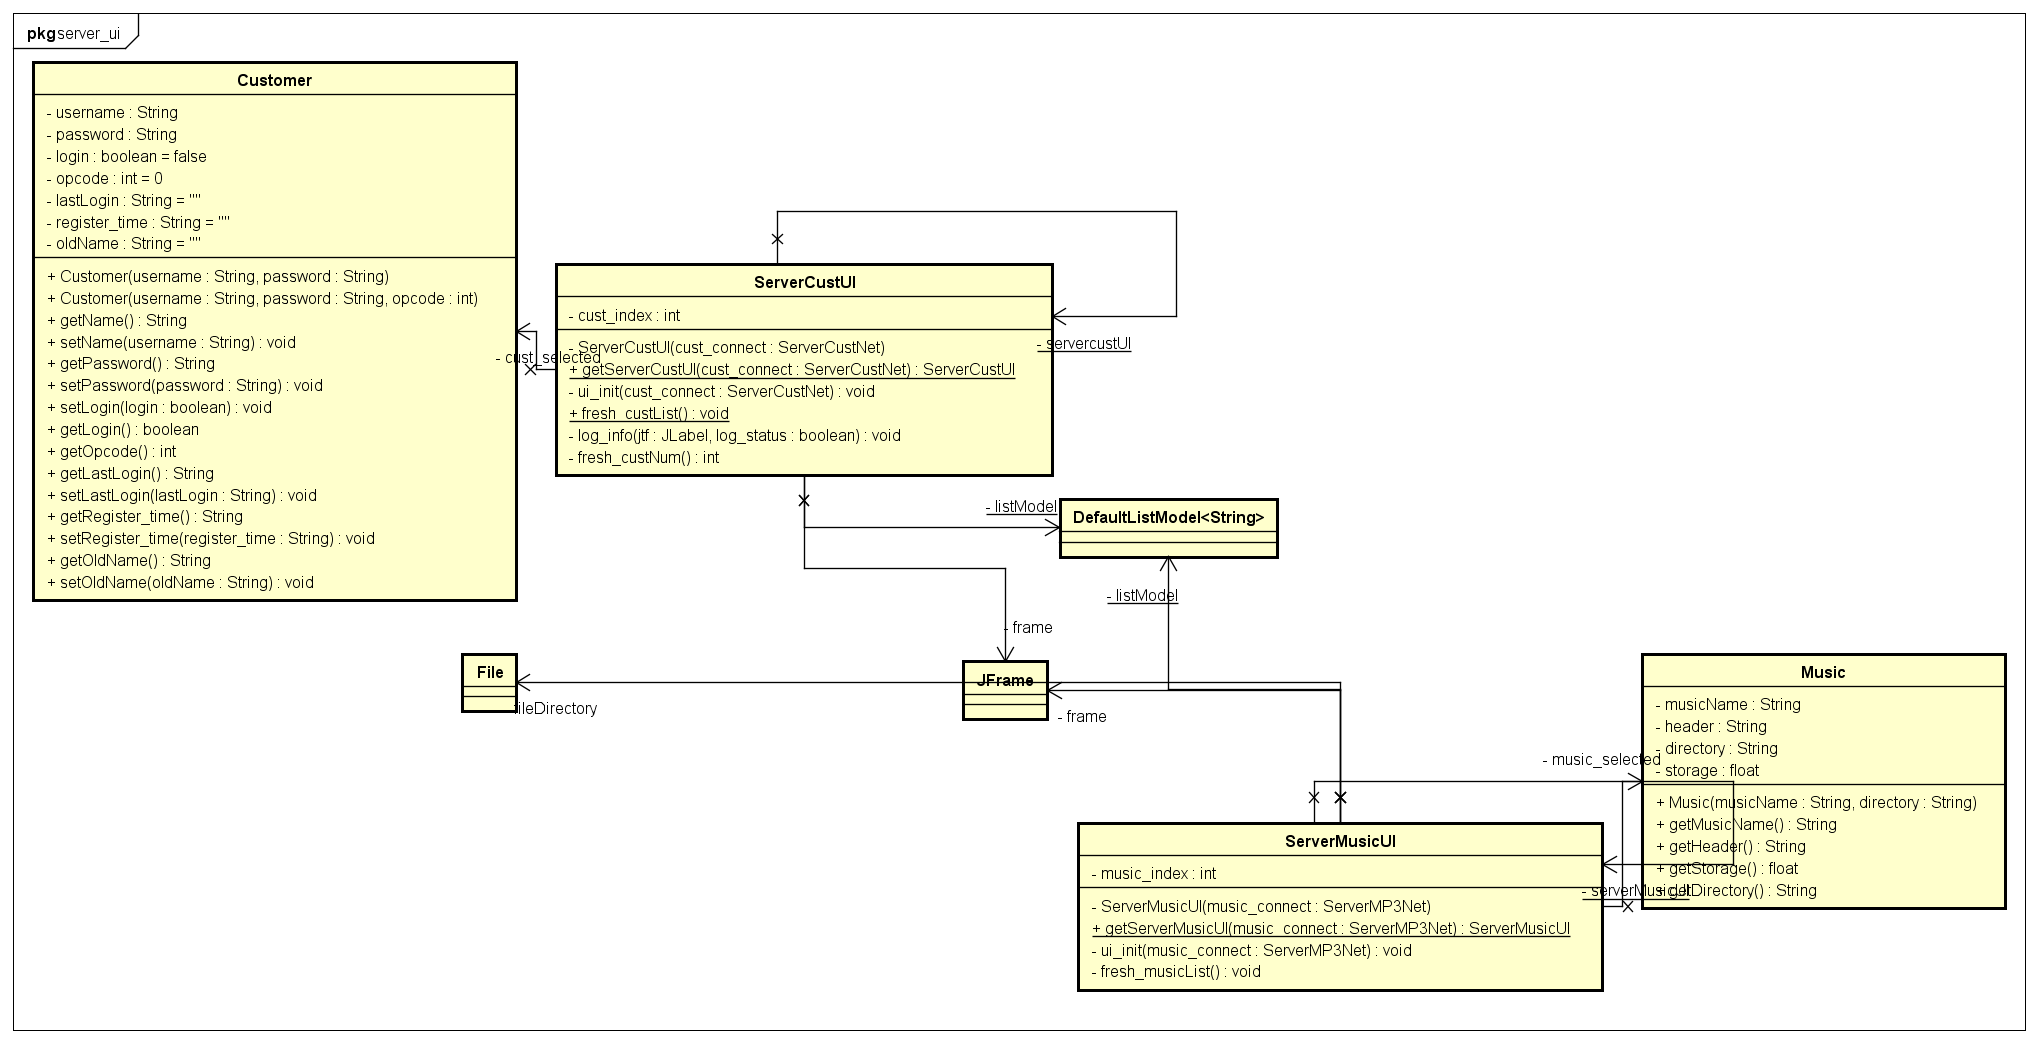 pkg server_ui
Customer
- username : String
- password : String
- login : boolean = false
- opcode : int = 0
- lastLogin : String = ""
- register_time : String = ""
- oldName : String = ""
+ Customer(username : String, password : String)
+ Customer(username : String, password : String, opcode : int)
+ getName() : String
+ setName(username : String) : void
+ getPassword() : String
+ setPassword(password : String) : void
+ setLogin(login : boolean) : void
+ getLogin() : boolean
+ getOpcode() : int
+ getLastLogin() : String
+ setLastLogin(lastLogin : String) : void
+ getRegister_time() : String
+ setRegister_time(register_time : String) : void
+ getOldName() : String
+ setOldName(oldName : String) : void
- cust_selected
ServerCustUI
- cust_index : int
- ServerCustUI(cust_connect : ServerCustNet)
+ getServerCustUI(cust_connect : ServerCustNet) : ServerCustUI
- ui_init(cust_connect : ServerCustNet) : void
+ fresh_custList() : void
- log_info(jtf : JLabel, log_status : boolean) : void
- fresh_custNum() : int
- servercustUI
- listModel
DefaultListModel<String>
- listModel
- frame
File
fileDirectory
JFrame
- frame
Music
- musicName : String
- header : String
- directory : String
- storage : float
+ Music(musicName : String, directory : String)
+ getMusicName() : String
+ getHeader() : String
+ getStorage() : float
+ getDirectory() : String
- music_selected
- serverMusicUI
ServerMusicUI
- music_index : int
- ServerMusicUI(music_connect : ServerMP3Net)
+ getServerMusicUI(music_connect : ServerMP3Net) : ServerMusicUI
- ui_init(music_connect : ServerMP3Net) : void
- fresh_musicList() : void